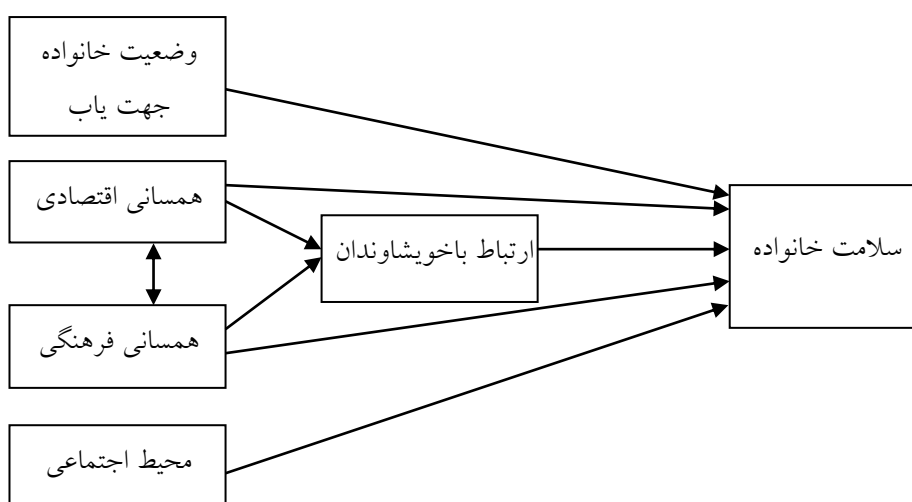 وضعیت خانواده
جهت یاب
همسانی اقتصادی
ارتباط باخویشاوندان
سلامت خانواده
همسانی فرهنگی
محیط اجتماعی